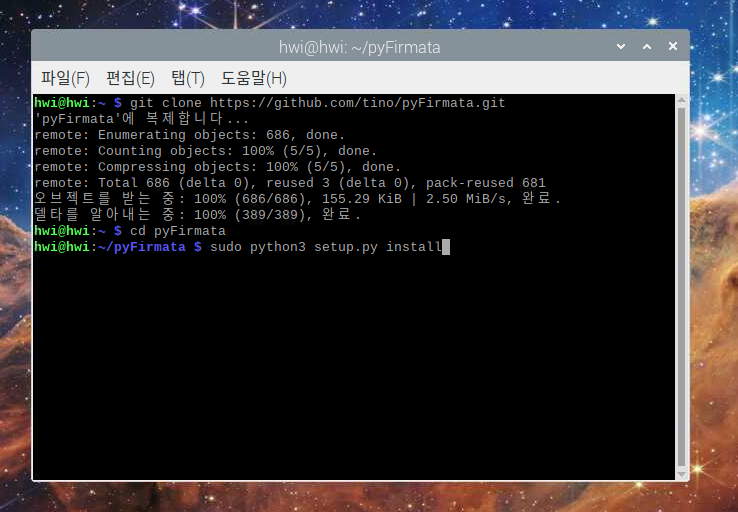 hwi@hwi: ~/pyFirmata
파일(F) 편집(E) 탭(T) 도움말(H)
hwi@hwi:~ $ git clone https://github.com/tino/pyFirmata.git
'pyFirmata'에 복제합니다...
remote: Enumerating objects: 686, done.
remote: Counting objects: 100% (5/5), done.
remote: Compressing objects: 100% (5/5), done.
remote: Total 686 (delta 0), reused 3 (delta 0), pack-reused 681
오브젝트를 받는 중: 100% (686/686), 155.29 KiB | 2.50 MiB/s, 완료.
델타를 알아내는 중: 100% (389/389), 완료.
hwi@hwi:~ $ cd pyFirmata
hwi@hwi:~/pyFirmata $ sudo python3 setup.py install